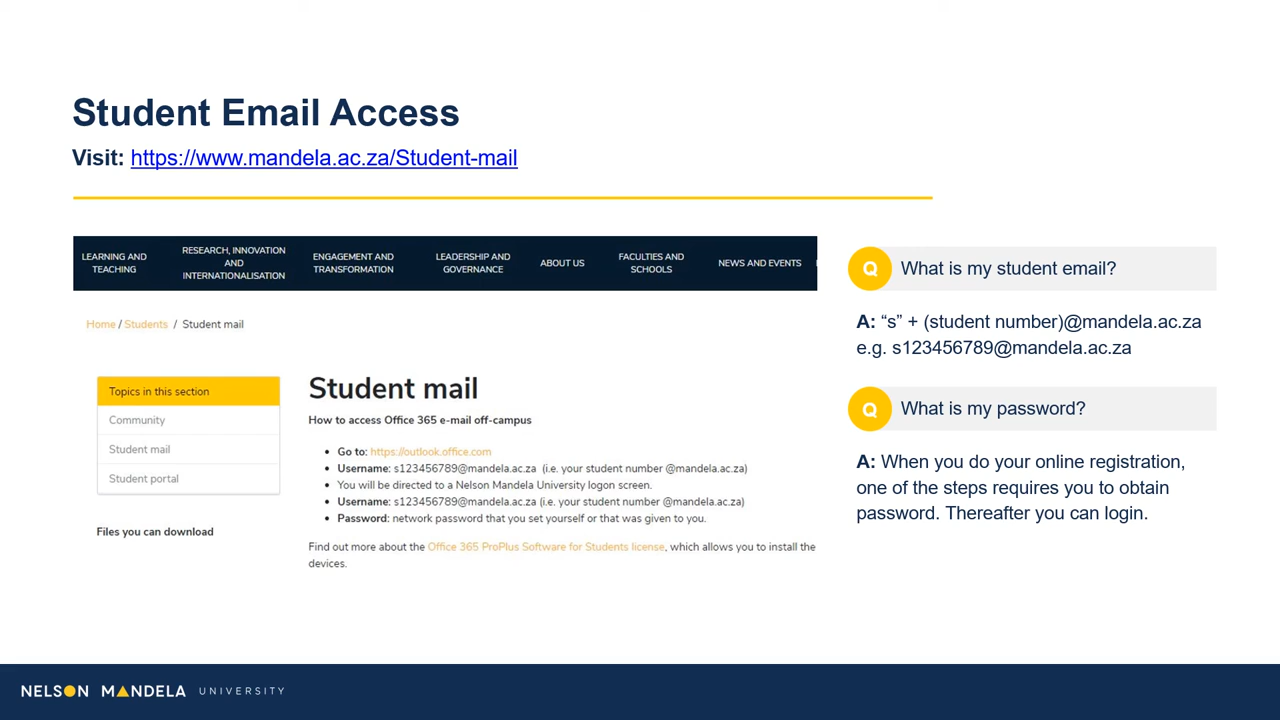 Student Email Access
Visit: https://www.mandela.ac.za/Student-mail
LEARNING AND
TEACHING
RESEARCH, INNOVATION
AND
INTERNATIONALISATION
ENGAGEMENT AND
TRANSFORMATION
LEADERSHIP AND
GOVERNANCE
ABOUT US
FACULTIES AND
SCHOOLS
NEWS AND EVENTS
Home / Students / Student mail
Topics in this section
Community
Student mail
Student portal
Files you can download
Student mail
How to access Office 365 e-mail off-campus
• Go to: https://outlook.office.com
• Username: s123456789@mandela.ac.za (i.e. your student number @mandela.ac.za)
• You will be directed to a Nelson Mandela University logon screen.
• Username: s123456789@mandela.ac.za (i.e. your student number @mandela.ac.za)
• Password: network password that you set yourself or that was given to you.
Find out more about the Office 365 ProPlus Software for Students license, which allows you to install the
devices.
Q What is my student email?
A: “s” + (student number)@mandela.ac.za
e.g. s123456789@mandela.ac.za
Q What is my password?
A: When you do your online registration,
one of the steps requires you to obtain
password. Thereafter you can login.
NELSON MANDELA UNIVERSITY